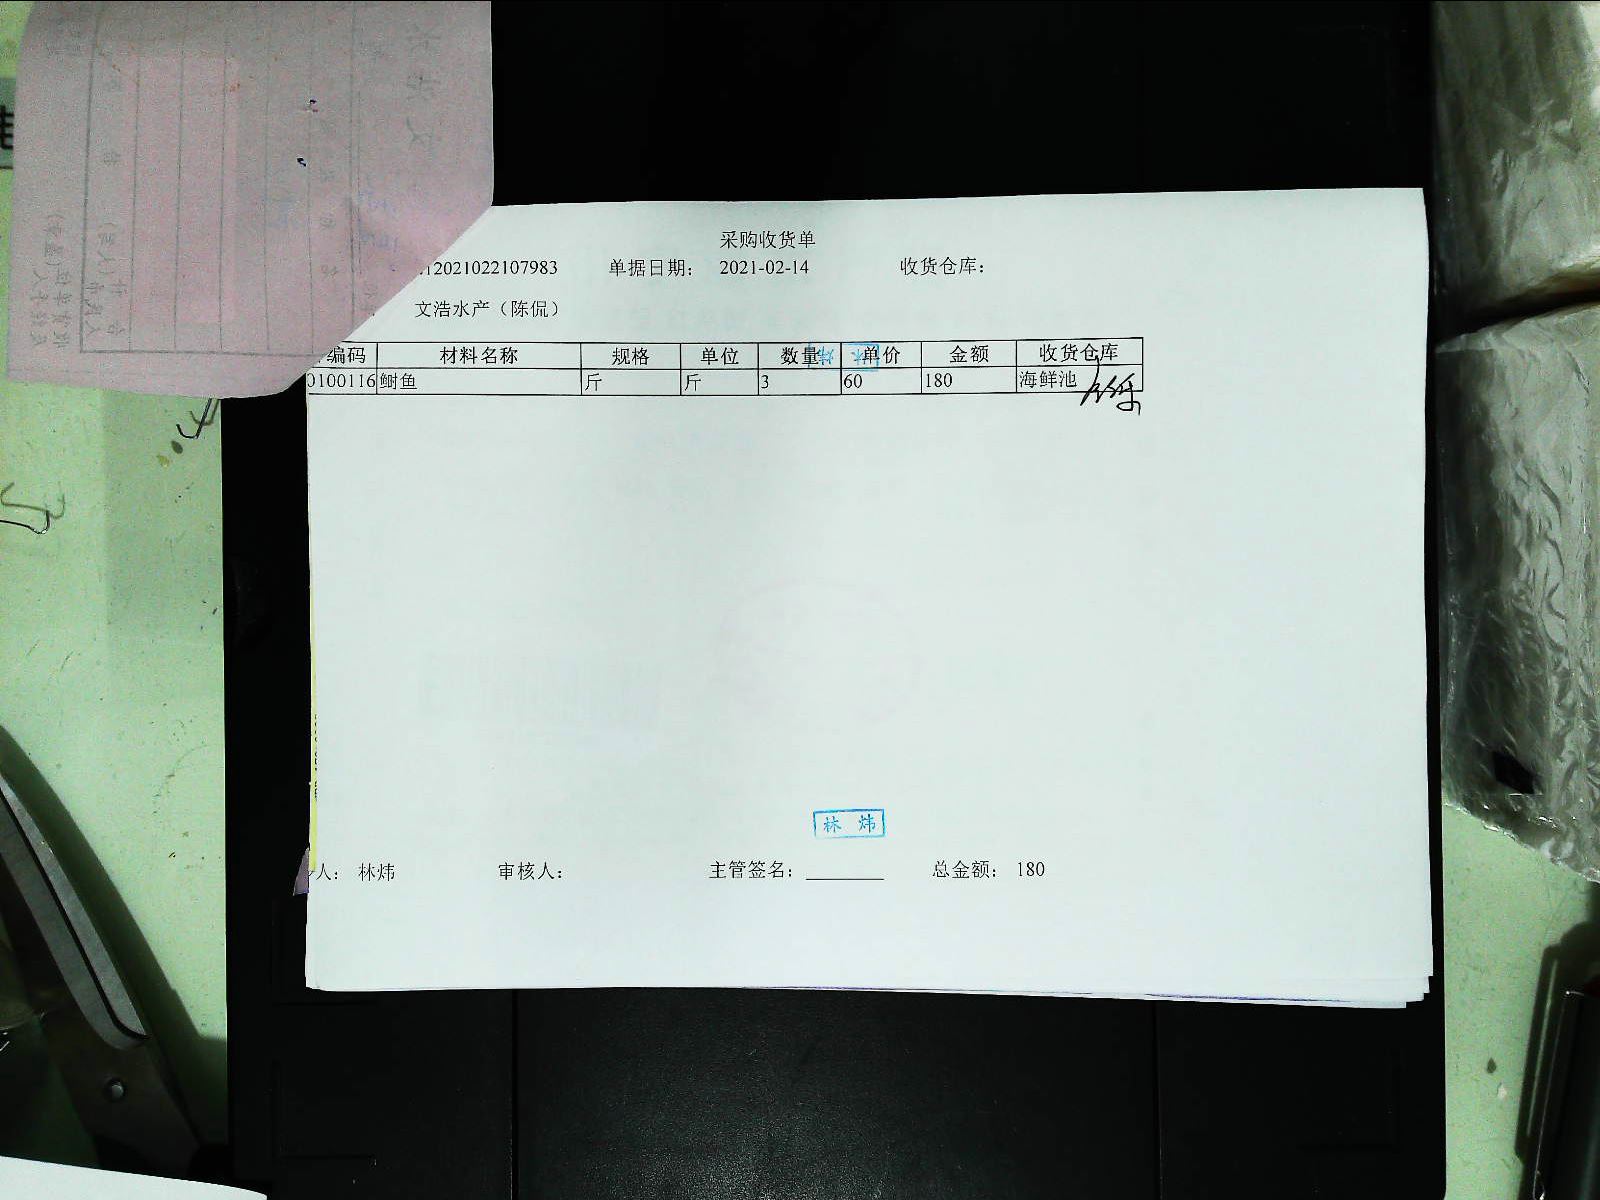 采购收货单
12021022107983 单据日期: 2021-02-14 收货仓库:
文浩水产（陈侃）
编码 材料名称 规格 单位 数量 单价 金额 收货仓库
0100116 鲥鱼 斤 斤 3 60 180 海鲜池
林 炜
人: 林炜 审核人: 主管签名: 总金额: 180